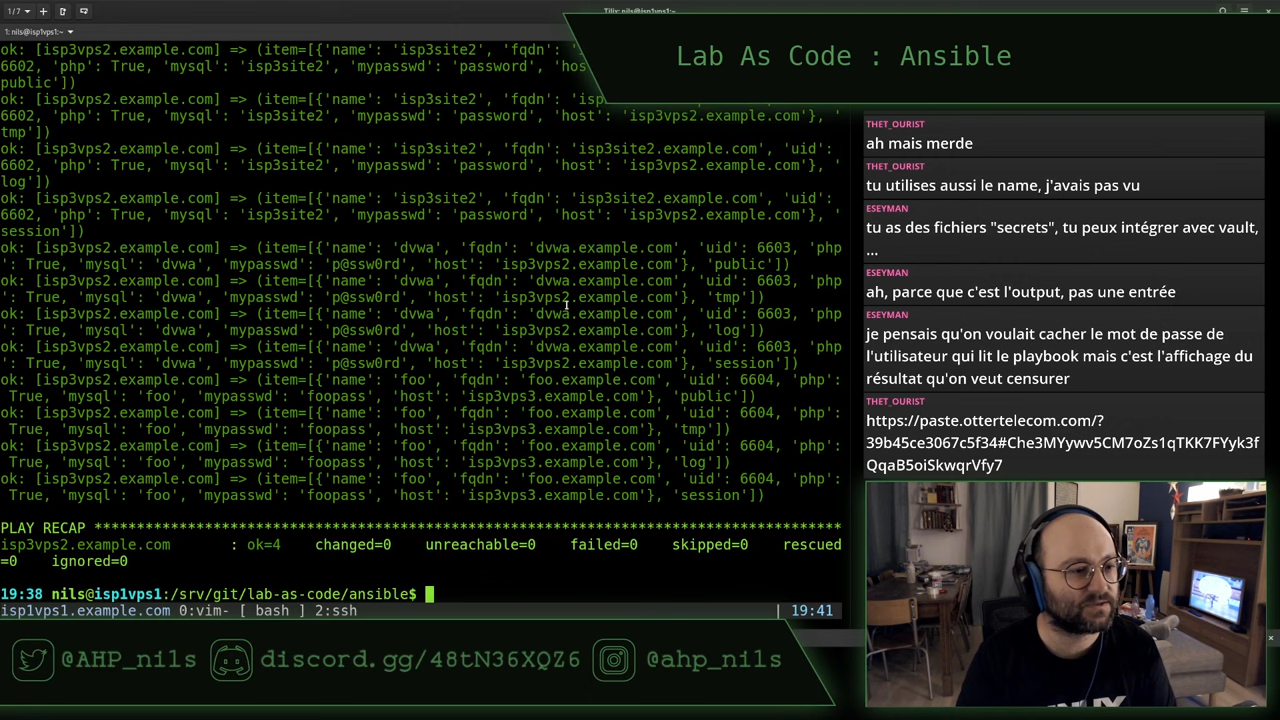 1/7
Tilix: nils@isp1vps1:~
1: nils@isp1vps1:~
Lab As Code : Ansible
ok: [isp3vps2.example.com] => (item=[{'name': 'isp3site2', 'fqdn':
6602, 'php': True, 'mysql': 'isp3site2', 'mypasswd': 'password', 'hos
public'])
ok: [isp3vps2.example.com] => (item=[{'name': 'isp3site2', 'fqdn': 'isp
6602, 'php': True, 'mysql': 'isp3site2', 'mypasswd': 'password', 'host': 'isp3vps2.example.com'}, '
tmp'])
ok: [isp3vps2.example.com] => (item=[{'name': 'isp3site2', 'fqdn': 'isp3site2.example.com', 'uid':
6602, 'php': True, 'mysql': 'isp3site2', 'mypasswd': 'password', 'host': 'isp3vps2.example.com'}, '
log'])
ok: [isp3vps2.example.com] => (item=[{'name': 'isp3site2', 'fqdn': 'isp3site2.example.com', 'uid':
6602, 'php': True, 'mysql': 'isp3site2', 'mypasswd': 'password', 'host': 'isp3vps2.example.com'}, '
session'])
ok: [isp3vps2.example.com] => (item=[{'name': 'dvwa', 'fqdn': 'dvwa.example.com', 'uid': 6603, 'php
': True, 'mysql': 'dvwa', 'mypasswd': 'p@ssw0rd', 'host': 'isp3vps2.example.com'}, 'public'])
ok: [isp3vps2.example.com] => (item=[{'name': 'dvwa', 'fqdn': 'dvwa.example.com', 'uid': 6603, 'php
': True, 'mysql': 'dvwa', 'mypasswd': 'p@ssw0rd', 'host': 'isp3vps2.example.com'}, 'tmp'])
ok: [isp3vps2.example.com] => (item=[{'name': 'dvwa', 'fqdn': 'dvwa.example.com', 'uid': 6603, 'php
': True, 'mysql': 'dvwa', 'mypasswd': 'p@ssw0rd', 'host': 'isp3vps2.example.com'}, 'log'])
ok: [isp3vps2.example.com] => (item=[{'name': 'dvwa', 'fqdn': 'dvwa.example.com', 'uid': 6603, 'php
': True, 'mysql': 'dvwa', 'mypasswd': 'p@ssw0rd', 'host': 'isp3vps2.example.com'}, 'session'])
ok: [isp3vps2.example.com] => (item=[{'name': 'foo', 'fqdn': 'foo.example.com', 'uid': 6604, 'php':
True, 'mysql': 'foo', 'mypasswd': 'foopass', 'host': 'isp3vps3.example.com'}, 'public'])
ok: [isp3vps2.example.com] => (item=[{'name': 'foo', 'fqdn': 'foo.example.com', 'uid': 6604, 'php':
True, 'mysql': 'foo', 'mypasswd': 'foopass', 'host': 'isp3vps3.example.com'}, 'tmp'])
ok: [isp3vps2.example.com] => (item=[{'name': 'foo', 'fqdn': 'foo.example.com', 'uid': 6604, 'php':
True, 'mysql': 'foo', 'mypasswd': 'foopass', 'host': 'isp3vps3.example.com'}, 'log'])
ok: [isp3vps2.example.com] => (item=[{'name': 'foo', 'fqdn': 'foo.example.com', 'uid': 6604, 'php':
True, 'mysql': 'foo', 'mypasswd': 'foopass', 'host': 'isp3vps3.example.com'}, 'session'])
PLAY RECAP *****************************************************************************************
isp3vps2.example.com : ok=4 changed=0 unreachable=0 failed=0 skipped=0 rescued
=0 ignored=0
19:38 nils@isp1vps1:/srv/git/lab-as-code/ansible$
isp1vps1.example.com 0:vim- [ bash ] 2:ssh | 19:41
THET_OURIST
ah mais merde
THET_OURIST
tu utilises aussi le name, j'avais pas vu
ESEYMAN
tu as des fichiers "secrets", tu peux intégrer avec vault,
...
ESEYMAN
ah, parce que c'est l'output, pas une entrée
ESEYMAN
je pensais qu'on voulait cacher le mot de passe de
l'utilisateur qui lit le playbook mais c'est l'affichage du
résultat qu'on veut censurer
THET_OURIST
https://paste.ottertelecom.com/?
39b45ce3067c5f34#Che3MYywv5CM7oZs1qTKK7FYyk3f
QqaB5oiSkwqrVfy7
@AHP_nils discord.gg/48tN36XQZ6 @ahp_nils